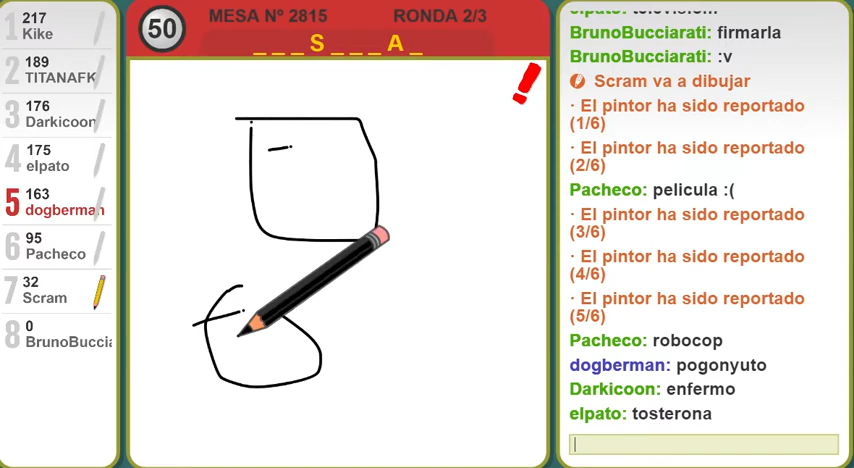 1 217
Kike
2 189
TITANAFK
3 176
Darkicoon
4 175
elpato
5 163
dogberman
6 95
Pacheco
7 32
Scram
8 0
BrunoBuccia
50
MESA Nº 2815 RONDA 2/3
_ _ _ S _ _ _ A _
elpato: television
BrunoBucciarati: firmarla
BrunoBucciarati: :v
Scram va a dibujar
· El pintor ha sido reportado
(1/6)
· El pintor ha sido reportado
(2/6)
Pacheco: pelicula :(
· El pintor ha sido reportado
(3/6)
· El pintor ha sido reportado
(4/6)
· El pintor ha sido reportado
(5/6)
Pacheco: robocop
dogberman: pogonyuto
Darkicoon: enfermo
elpato: tosterona